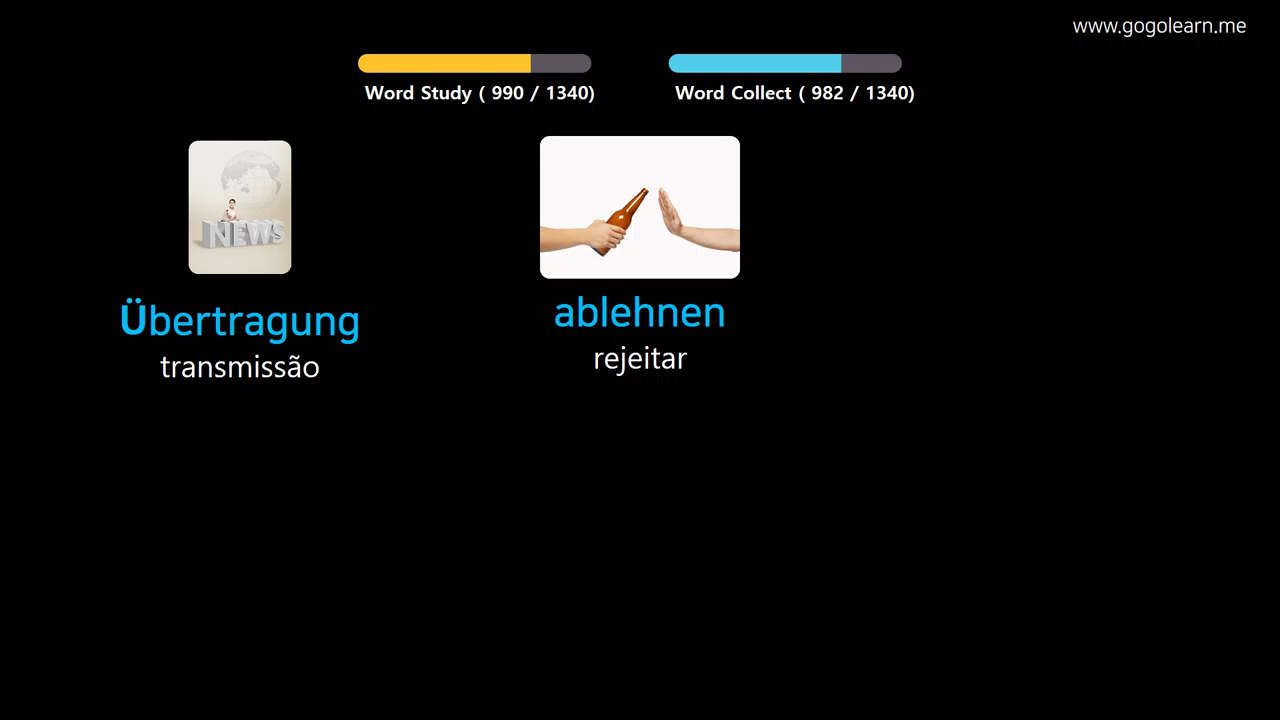 www.gogolearn.me
Word Study ( 990 / 1340)
Word Collect ( 982 / 1340)
NEWS
Übertragung
transmissão
ablehnen
rejeitar